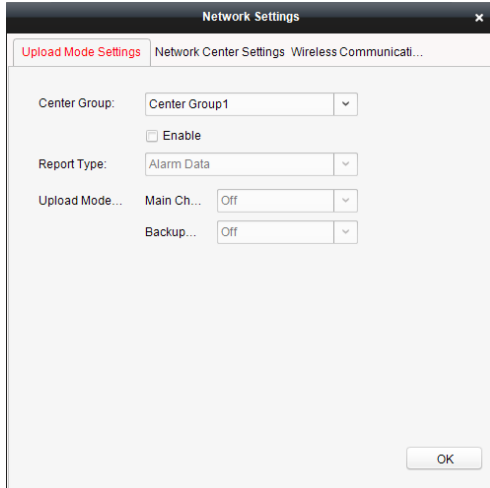 Network Settings
Upload Mode Settings Network Center Settings Wireless Communicati...
Center Group: Center Group1
Enable
Report Type: Alarm Data
Upload Mode... Main Ch... Off
Backup... Off
OK